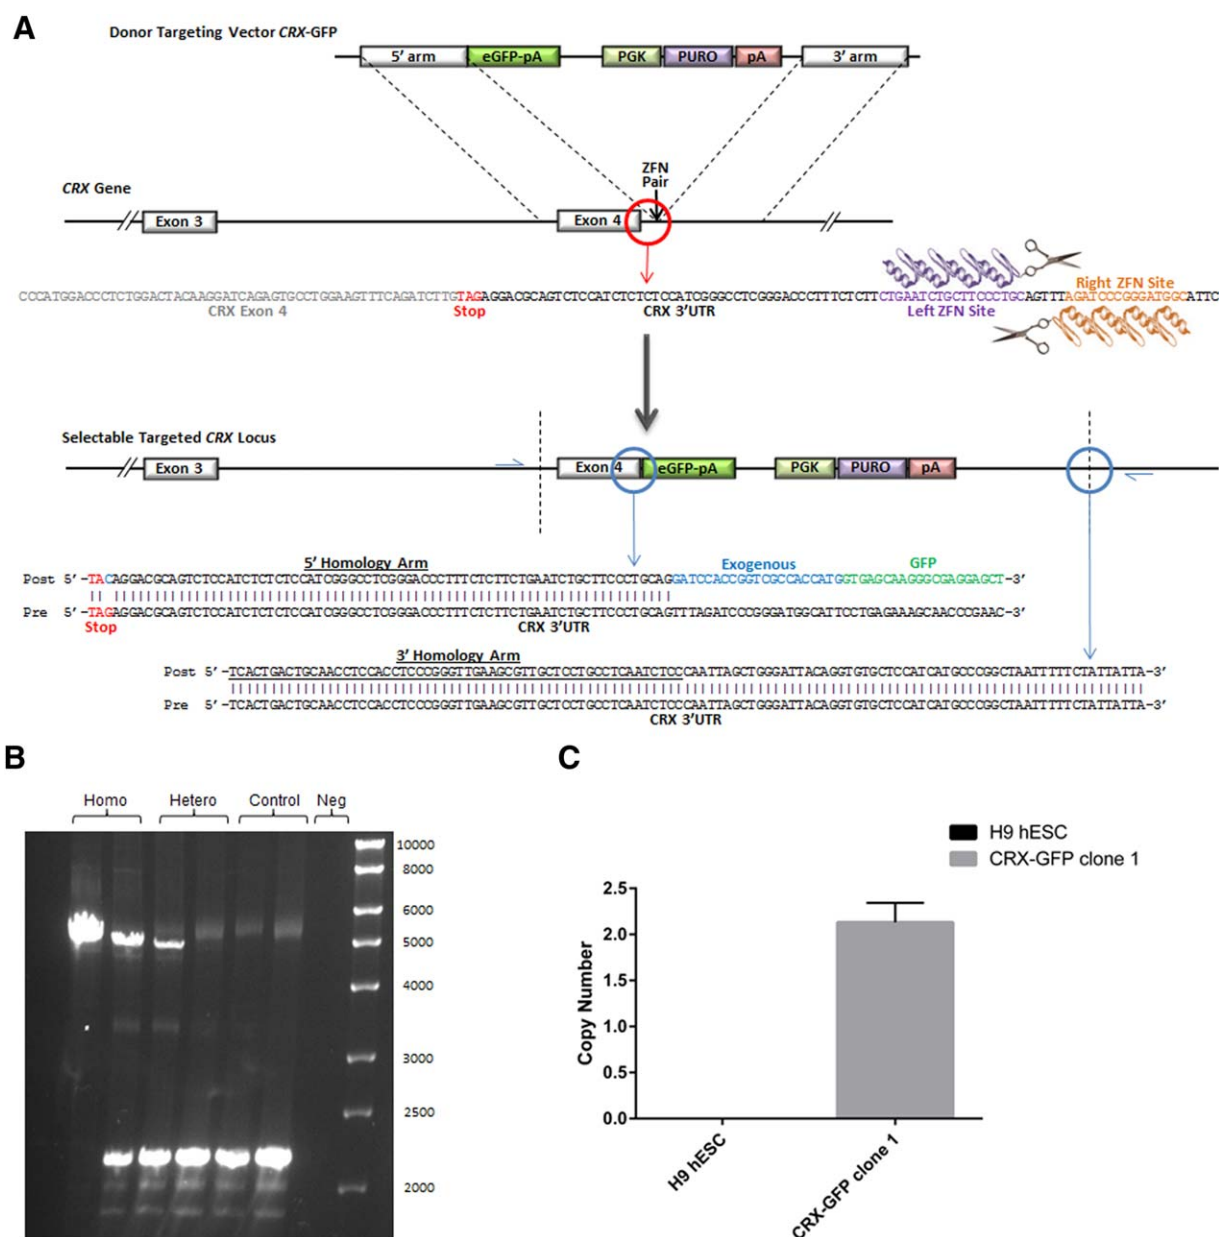 A
Donor Targeting Vector CRX-GFP
5' arm eGFP-pA PGK PURO pA 3' arm
ZFN
Pair
CRX Gene
Exon 3 Exon 4
CCCATGGACCCTCTGGACTACAAGGATCAGAGTGCCTGGAAGTTTCAGATCTTGTAGAGGACGCAGTCTCCATCTCTCTCCATCGGGCCTCGGGACCCTTTCTCTTCTGAATCTGCTTCCCTGCAGTTTAGATCCCGGGATGGCATTC
Right ZFN Site
CRX Exon 4 Stop CRX 3'UTR Left ZFN Site
Selectable Targeted CRX Locus
Exon 3 Exon 4 eGFP-pA PGK PURO pA
5' Homology Arm Exogenous GFP
Post 5'-TACAGGACGCAGTCTCCATCTCTCTCCATCGGGCCTCGGGACCCTTTCTCTTCTGAATCTGCTTCCCTGCAGGATCCACCGGTCGCCACCATGGTGAGCAAGGGCGAGGAGCT-3'
Pre 5'-TAGAGGACGCAGTCTCCATCTCTCTCCATCGGGCCTCGGGACCCTTTCTCTTCTGAATCTGCTTCCCTGCAGTTTAGATCCCGGGATGGCATTCCTGAGAAAGCAACCCGAAC-3'
Stop CRX 3'UTR
3' Homology Arm
Post 5'-TCACTGACTGCAACCTCCACCTCCCGGGTTGAAGCGTTGCTCCTGCCTCAATCTCCCAATTAGCTGGGATTACAGGTGTGCTCCATCATGCCCGGCTAATTTTTCTATTATTA-3'
Pre 5'-TCACTGACTGCAACCTCCACCTCCCGGGTTGAAGCGTTGCTCCTGCCTCAATCTCCCAATTAGCTGGGATTACAGGTGTGCTCCATCATGCCCGGCTAATTTTTCTATTATTA-3'
CRX 3'UTR
B
Homo Hetero Control Neg
10000
8000
6000
5000
4000
3000
2500
2000
C
H9 hESC
CRX-GFP clone 1
Copy Number
2.5
2.0
1.5
1.0
0.5
0.0
H9 hESC
CRX-GFP clone 1